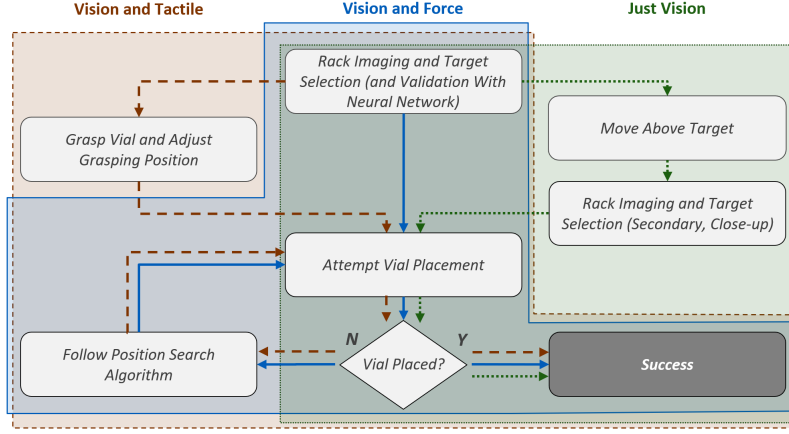 Vision and Tactile
Vision and Force
Just Vision
Rack Imaging and Target
Selection (and Validation With
Neural Network)
Grasp Vial and Adjust
Grasping Position
Move Above Target
Rack Imaging and Target
Selection (Secondary, Close-up)
Attempt Vial Placement
N
Y
Follow Position Search
Algorithm
Vial Placed?
Success